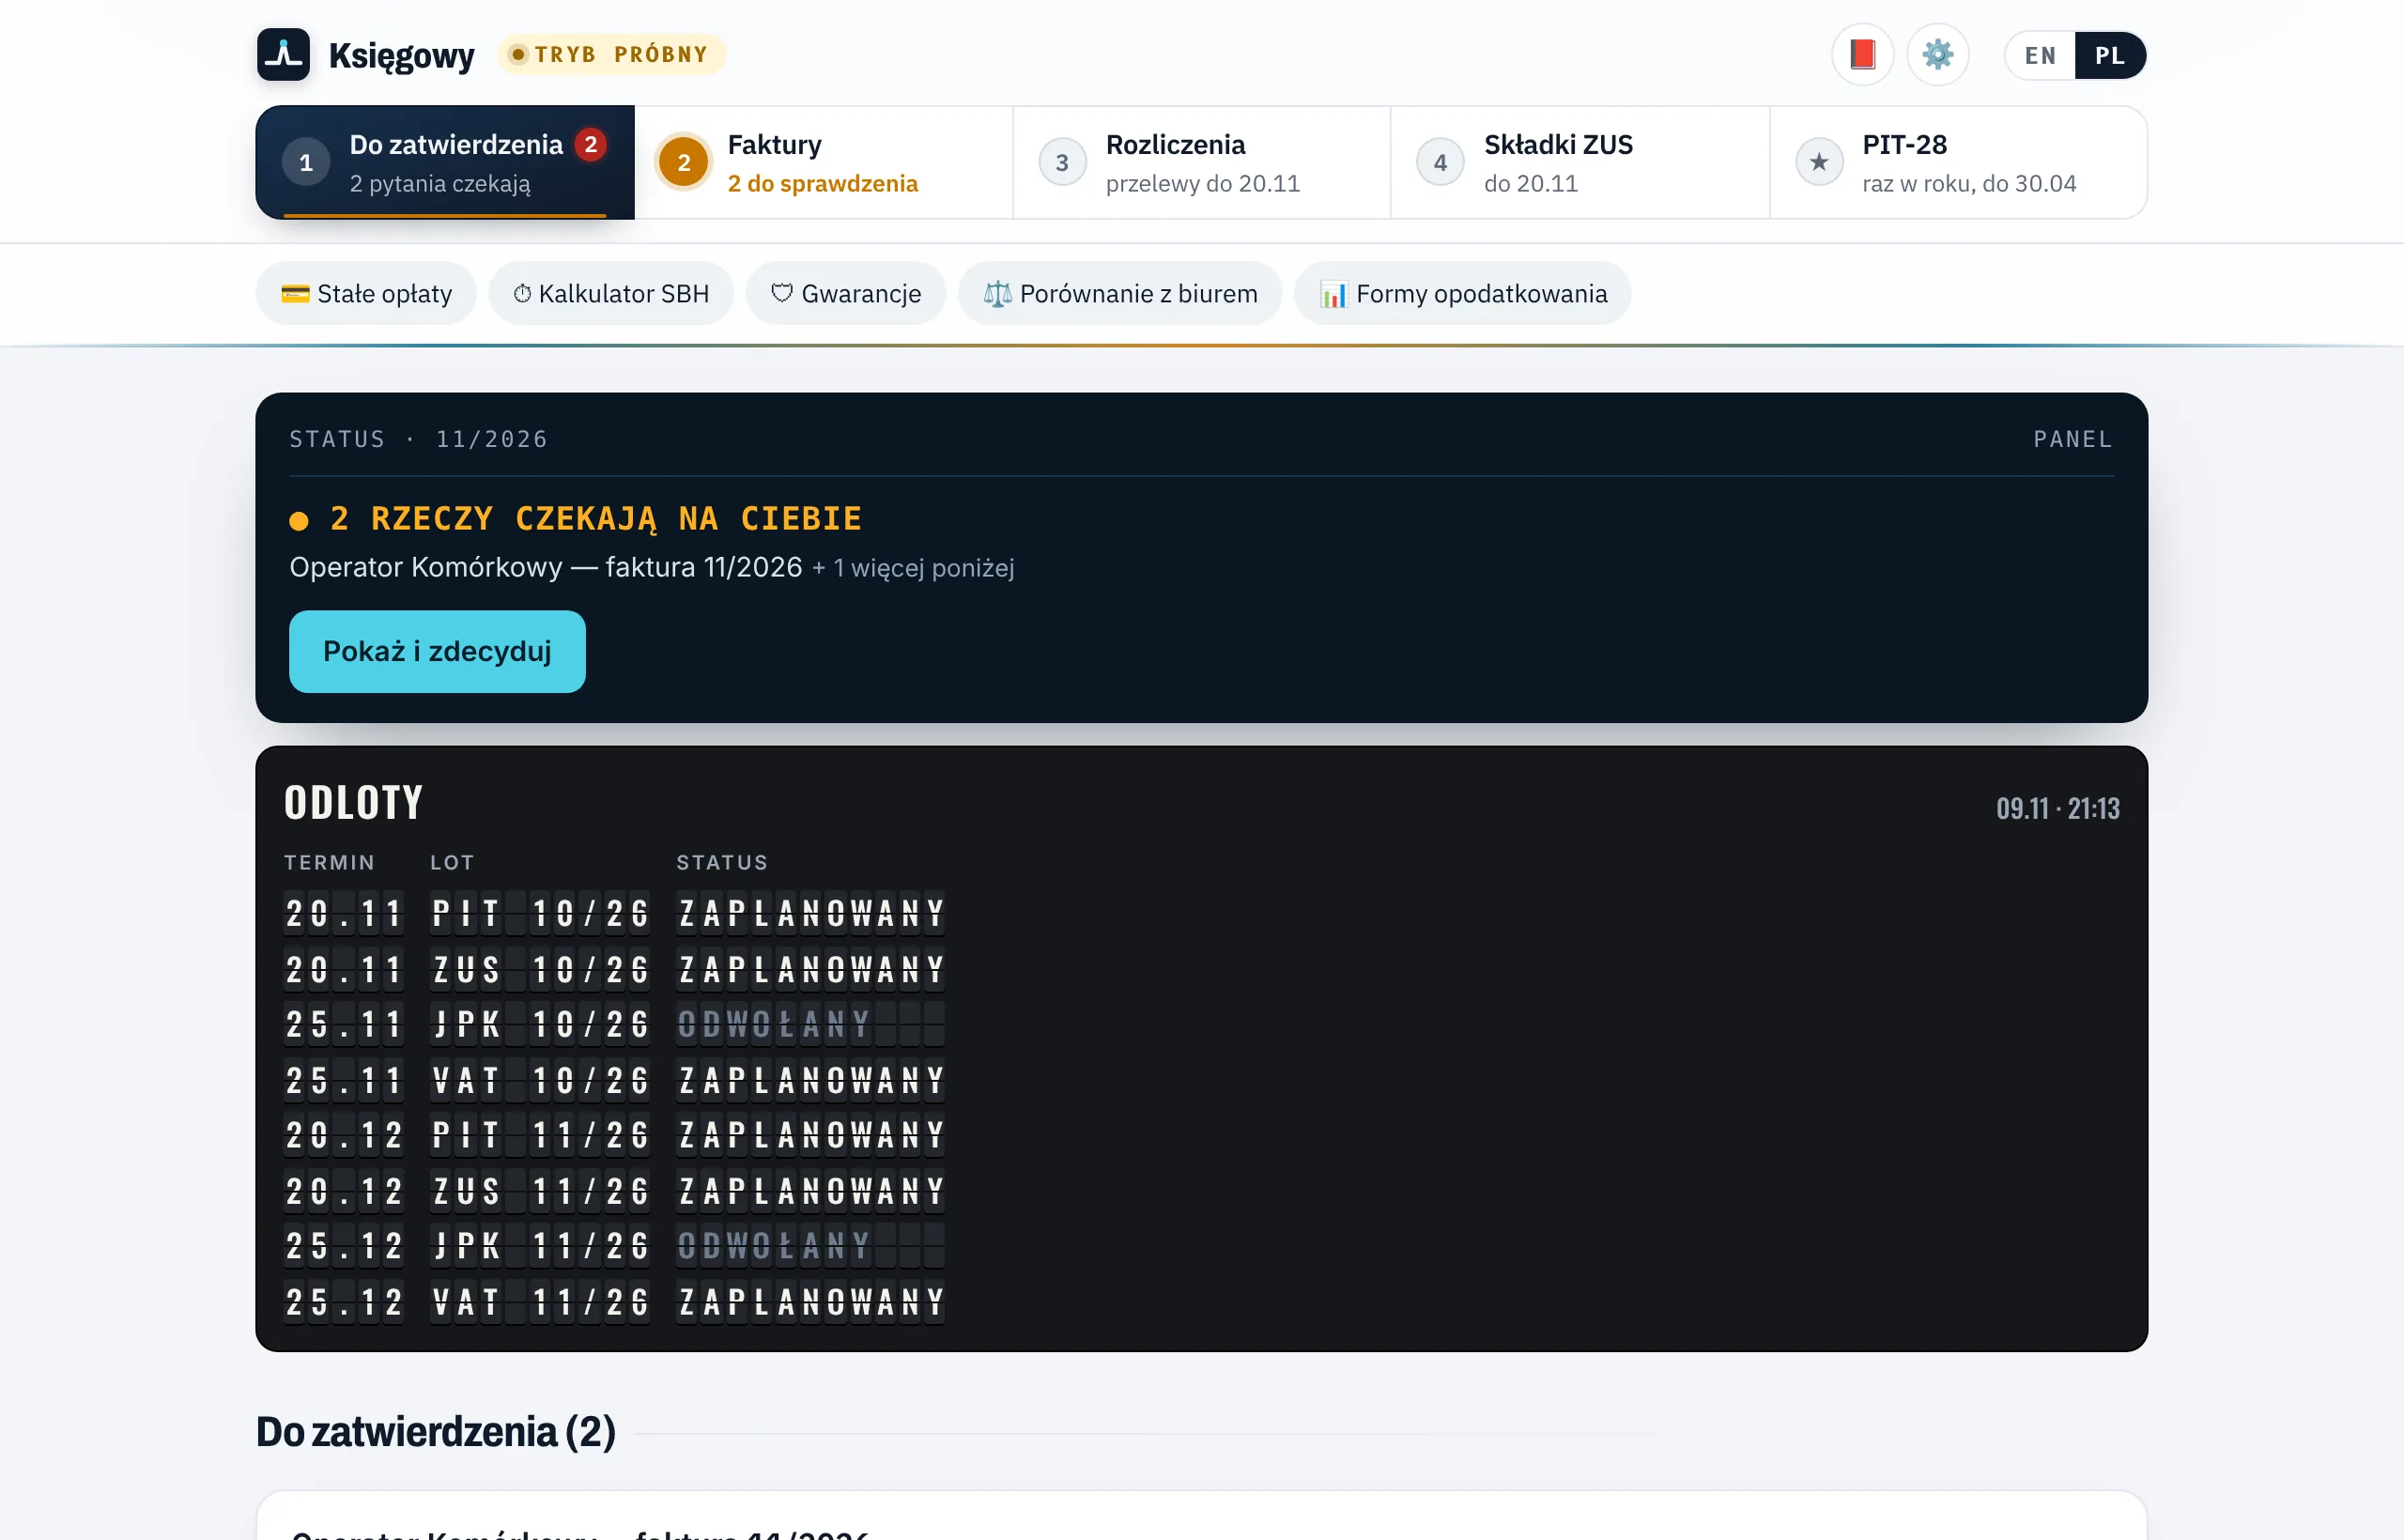 Księgowy
TRYB PRÓBNY
EN PL
1 Do zatwierdzenia 2
2 pytania czekają
2 Faktury
2 do sprawdzenia
3 Rozliczenia
przelewy do 20.11
4 Składki ZUS
do 20.11
★ PIT-28
raz w roku, do 30.04
Stałe opłaty
Kalkulator SBH
Gwarancje
Porównanie z biurem
Formy opodatkowania
STATUS · 11/2026 PANEL
2 RZECZY CZEKAJĄ NA CIEBIE
Operator Komórkowy — faktura 11/2026 + 1 więcej poniżej
Pokaż i zdecyduj
ODLOTY 09.11 · 21:13
TERMIN LOT STATUS
20.11 PIT 10/26 ZAPLANOWANY
20.11 ZUS 10/26 ZAPLANOWANY
25.11 JPK 10/26 ODWOŁANY
25.11 VAT 10/26 ZAPLANOWANY
20.12 PIT 11/26 ZAPLANOWANY
20.12 ZUS 11/26 ZAPLANOWANY
25.12 JPK 11/26 ODWOŁANY
25.12 VAT 11/26 ZAPLANOWANY
Do zatwierdzenia (2)
Operator Komórkowy — faktura 11/2026